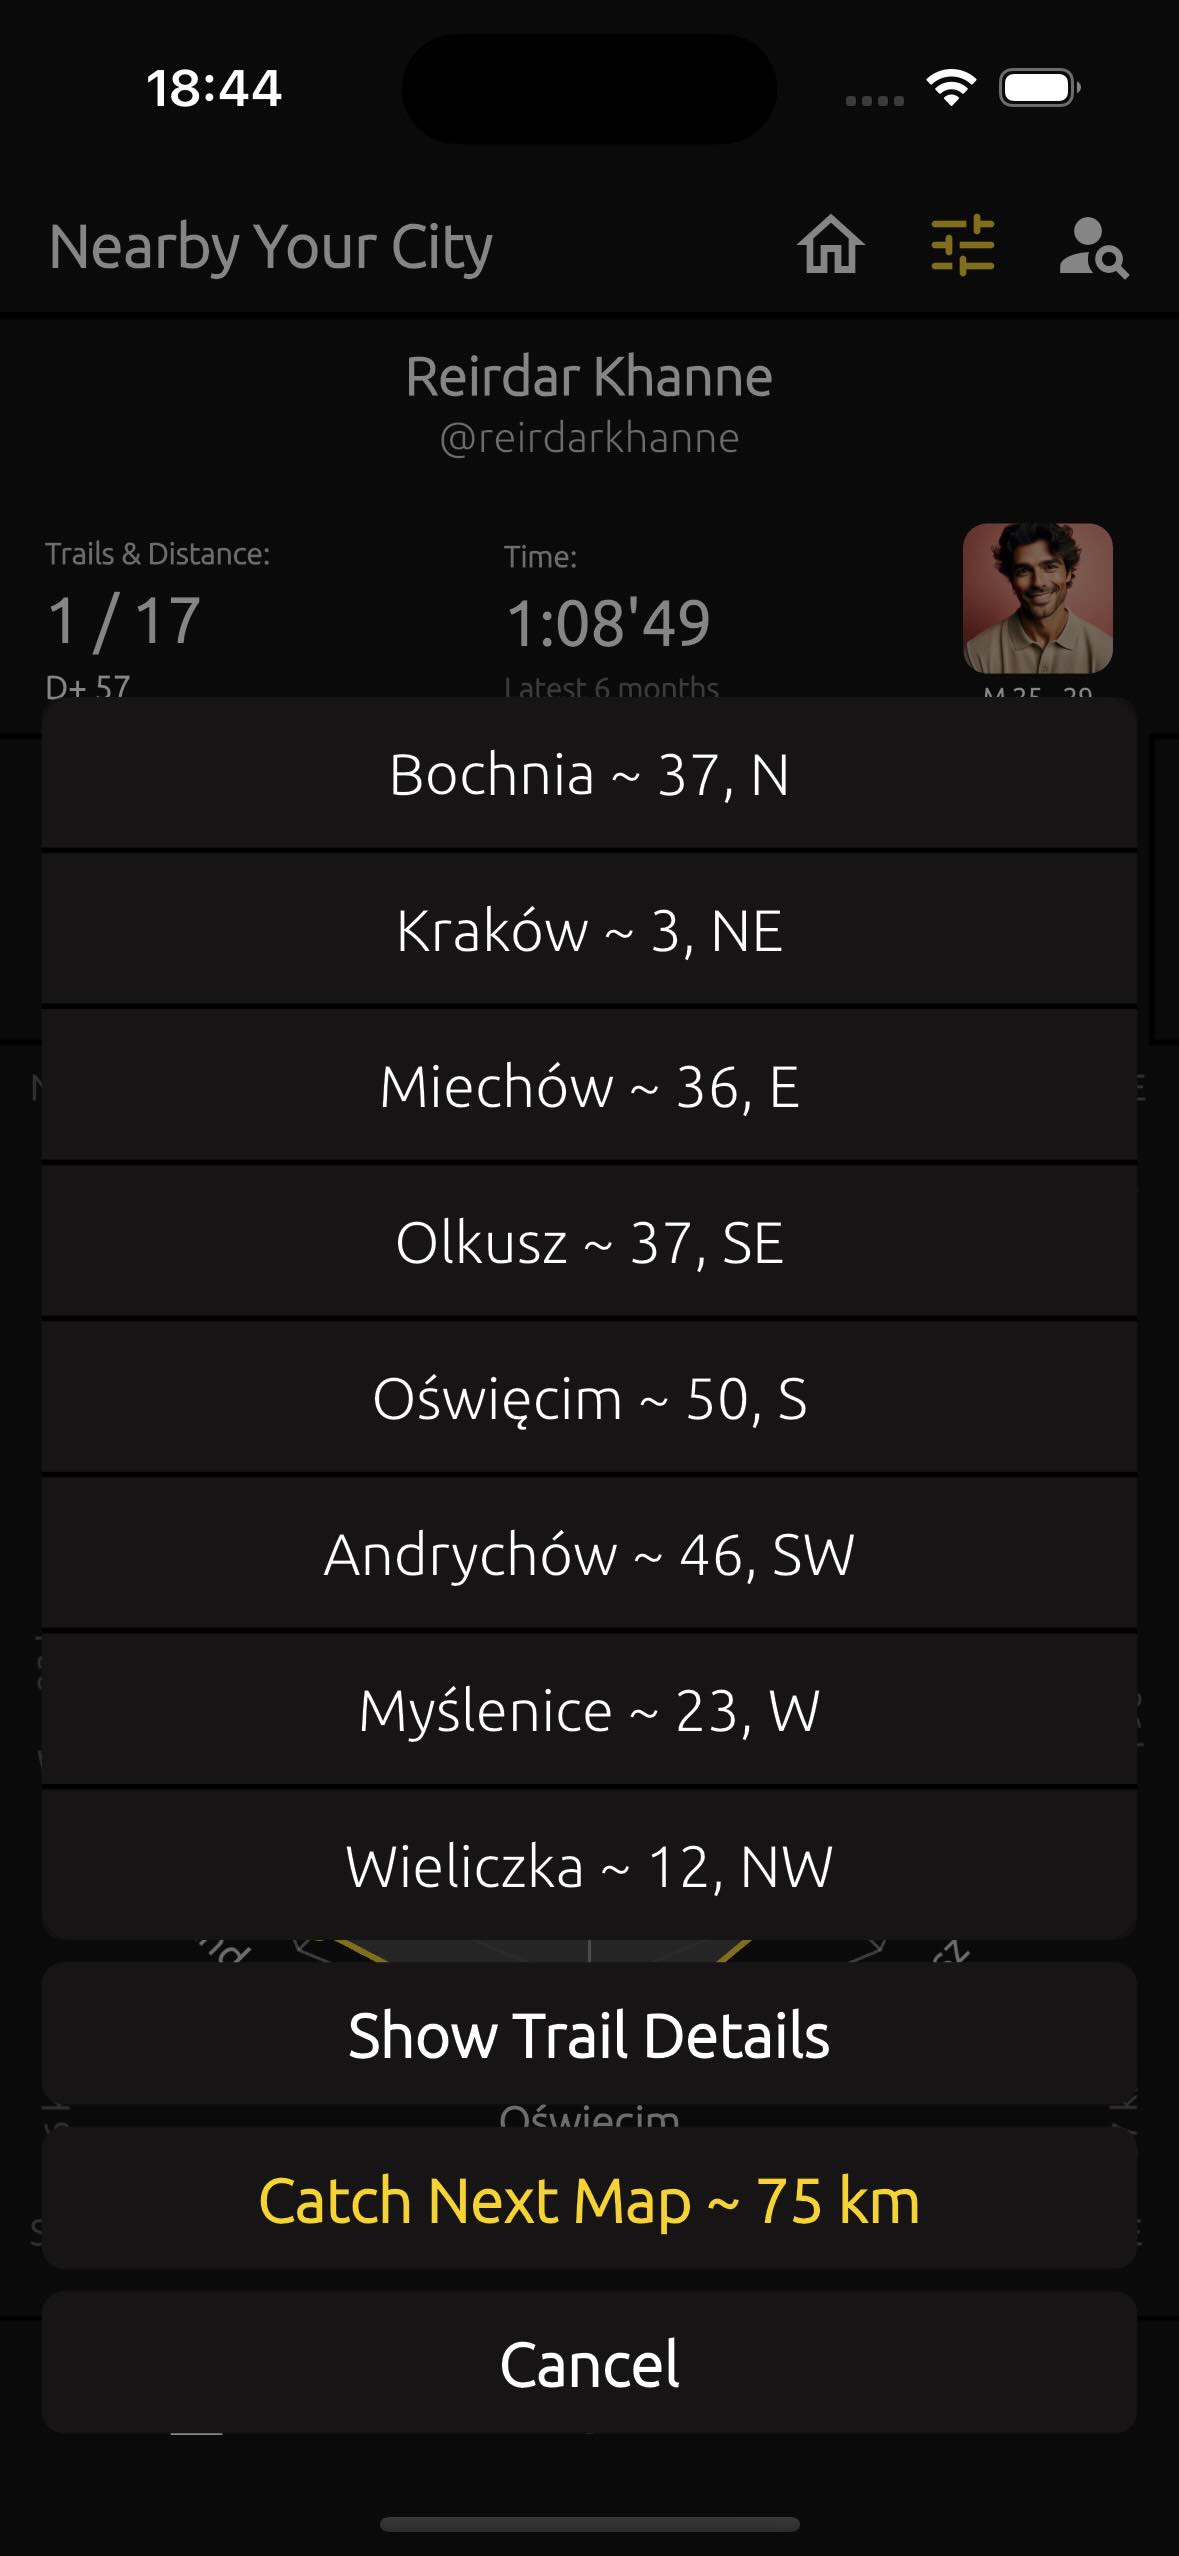 18:44
Nearby Your City
Reirdar Khanne
@reirdarkhanne
Trails & Distance:
1 / 17
D+ 57
Time:
1:08'49
Latest 6 months
M 25 - 29
Bochnia ~ 37, N
Kraków ~ 3, NE
Miechów ~ 36, E
Olkusz ~ 37, SE
Oświęcim ~ 50, S
Andrychów ~ 46, SW
Myślenice ~ 23, W
Wieliczka ~ 12, NW
Show Trail Details
Oświęcim
Catch Next Map ~ 75 km
Cancel